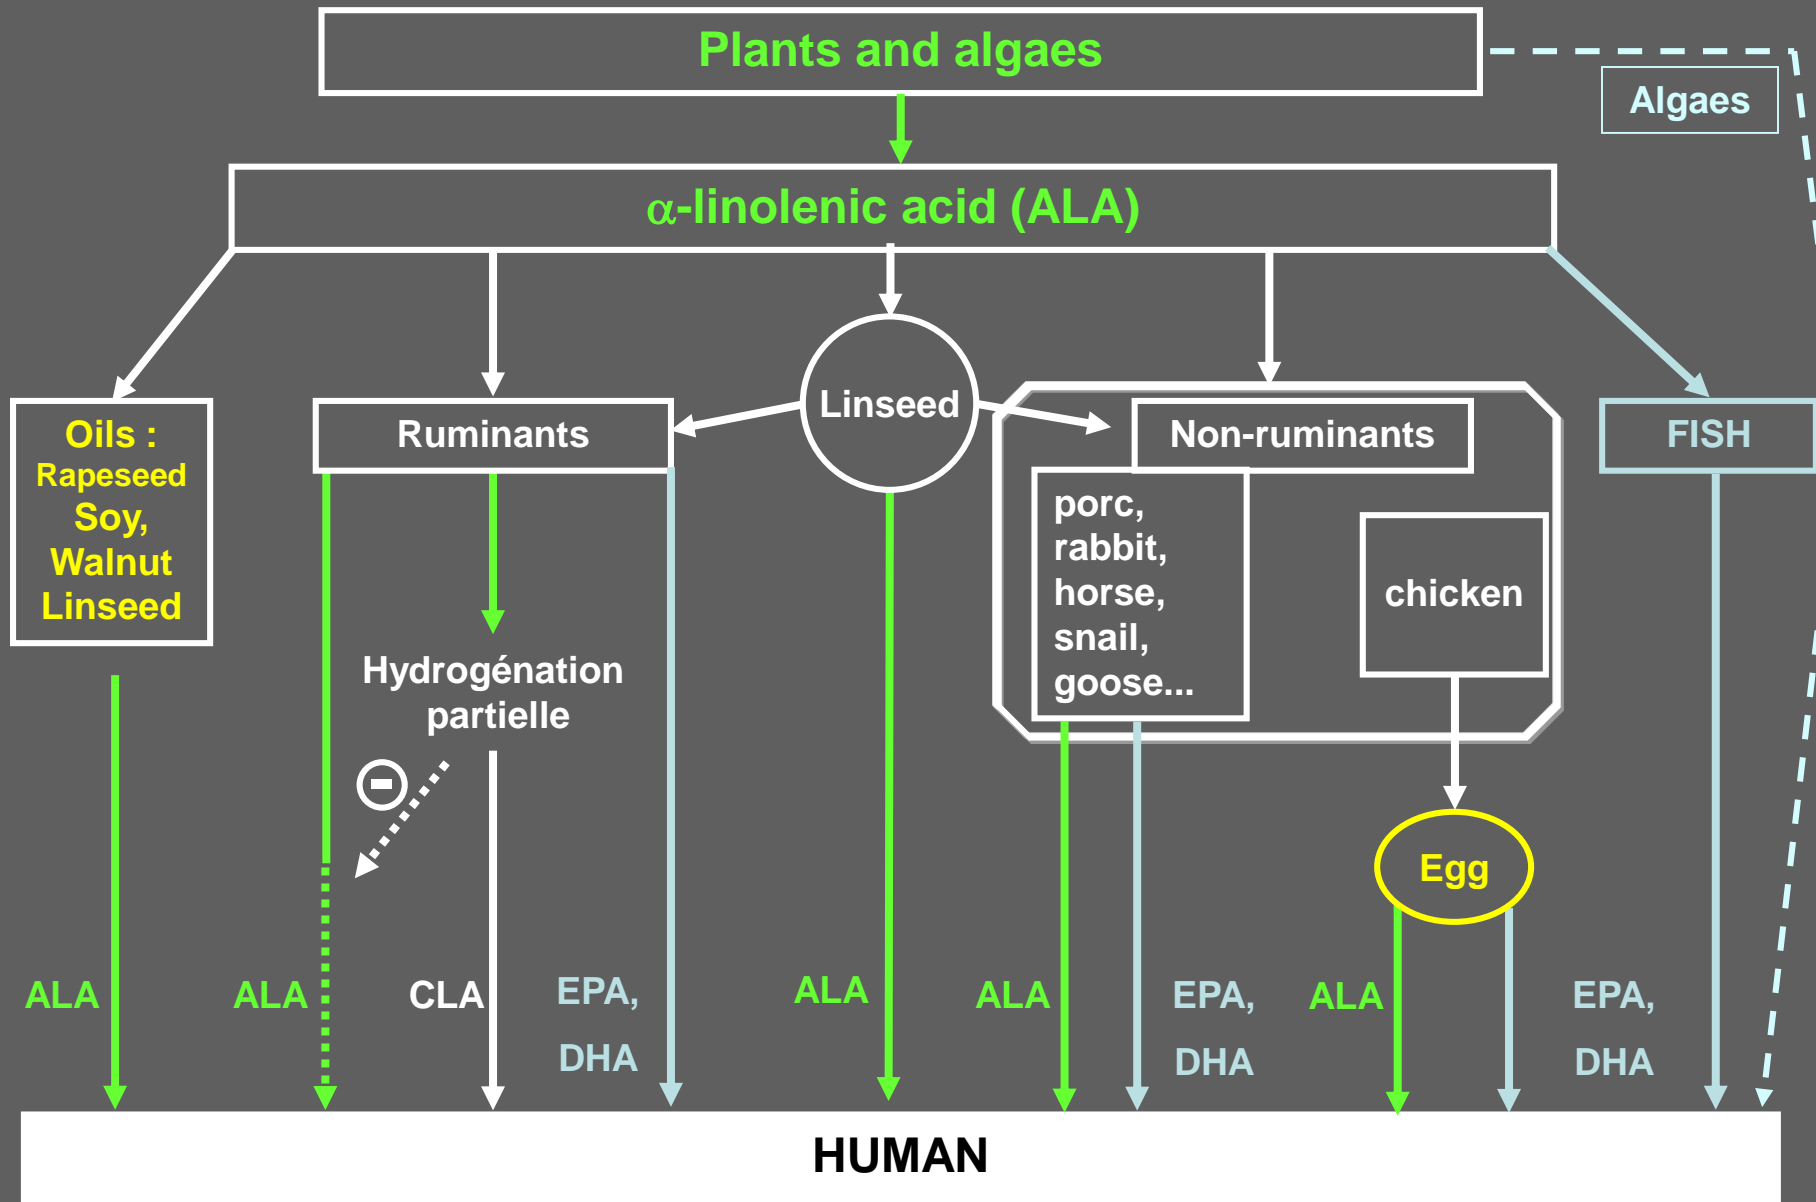 Plants and algaes
Algaes
α-linolenic acid (ALA)
Linseed
Oils :
Rapeseed
Soy,
Walnut
Linseed
Ruminants
Non-ruminants
FISH
porc,
rabbit,
horse,
snail,
goose...
chicken
Hydrogénation
partielle
Egg
ALA
ALA
CLA
EPA,
DHA
ALA
ALA
EPA,
DHA
ALA
EPA,
DHA
HUMAN